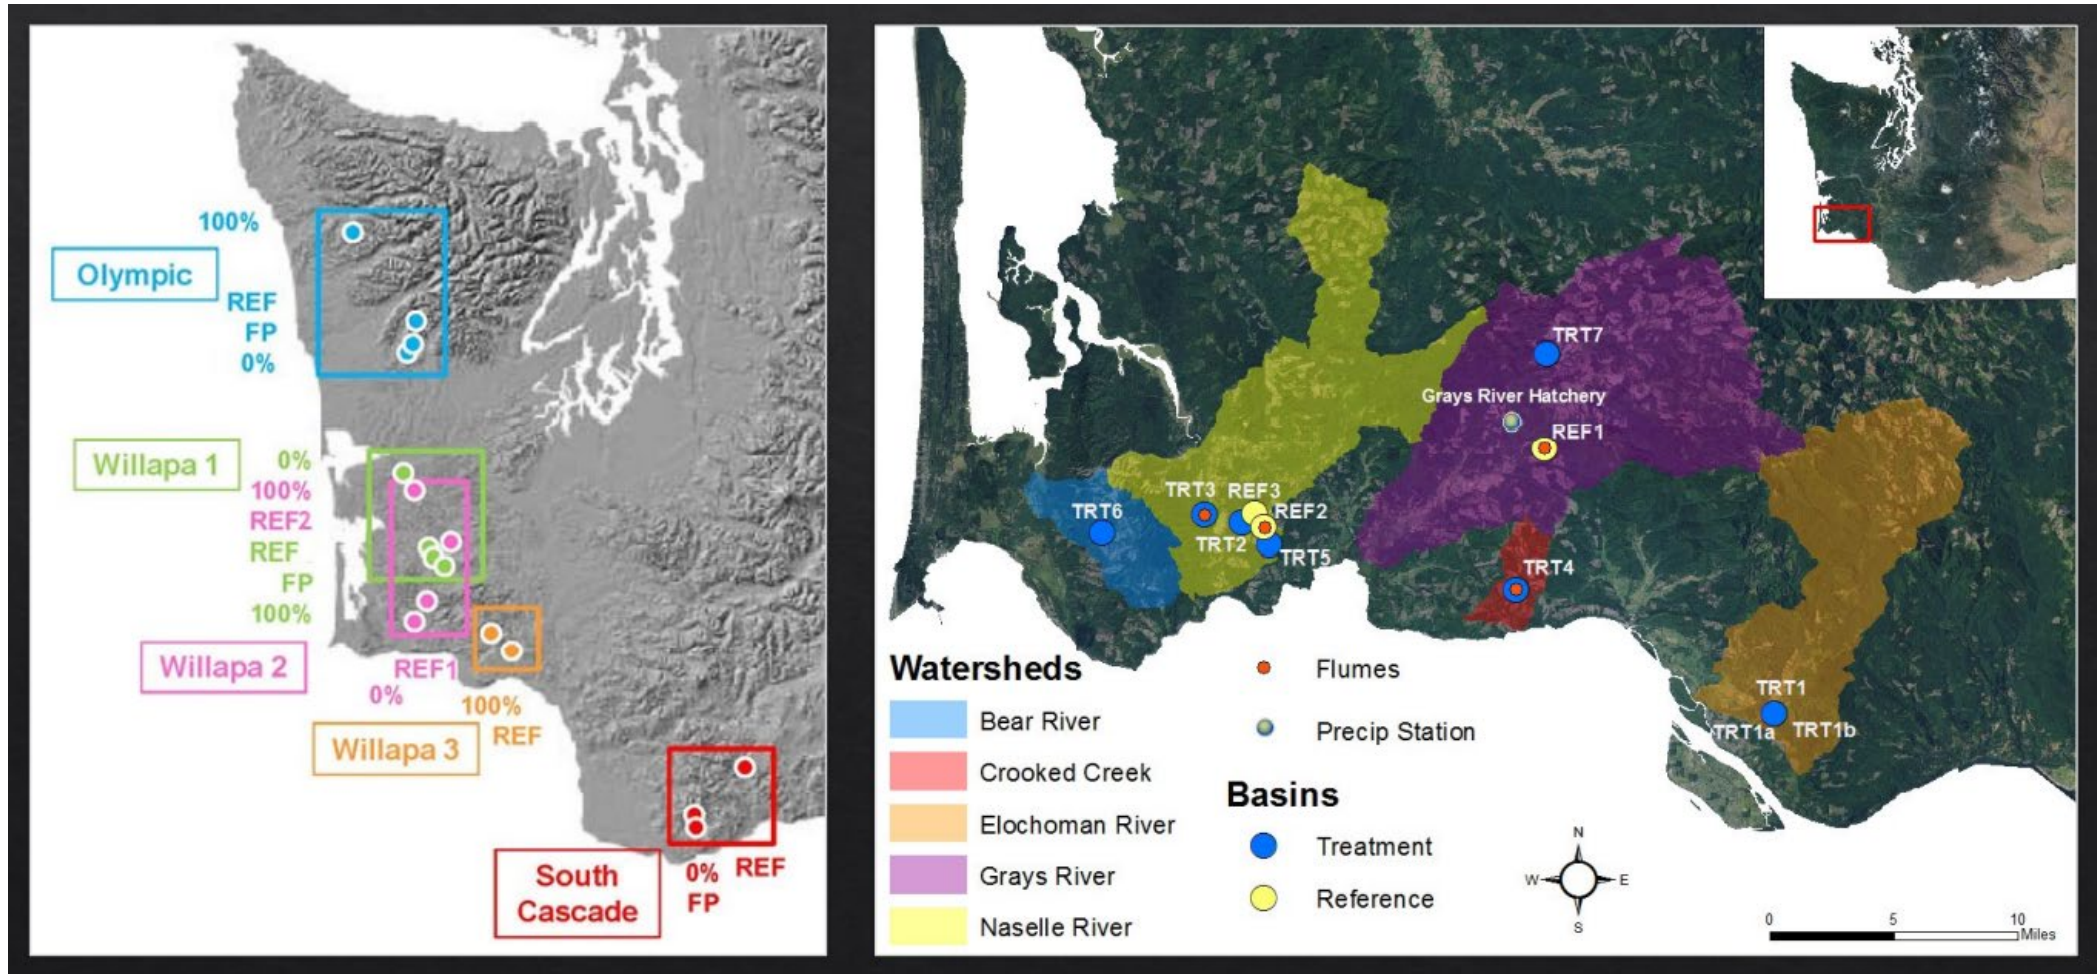 100%
Olympic
REF
FP
0%
Willapa 1
0%
100%
REF2
REF
FP
100%
Willapa 2
REF1
0%
100%
REF
Willapa 3
South
Cascade
0%
FP
REF
TRT7
Grays River Hatchery
REF1
TRT3
REF3
REF2
TRT6
TRT2
TRT5
TRT4
TRT1
TRT1a
TRT1b
Watersheds
Bear River
Crooked Creek
Elochoman River
Grays River
Naselle River
Flumes
Precip Station
Basins
Treatment
Reference
N
W
E
S
0
5
10
Miles